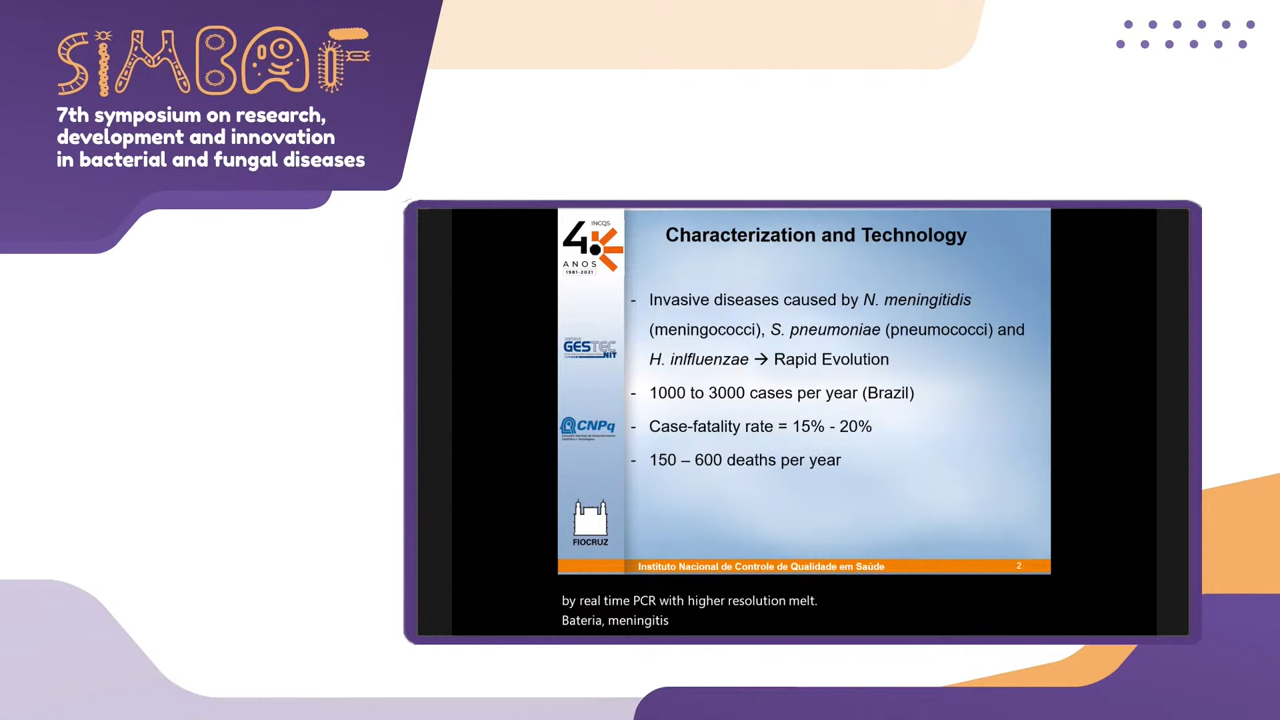 SIMBAF
7th symposium on research,
development and innovation
in bacterial and fungal diseases
INCQS
40
ANOS
1981-2021
GESTEC
NIT
CNPq
FIOCRUZ
Characterization and Technology
- Invasive diseases caused by N. meningitidis
(meningococci), S. pneumoniae (pneumococci) and
H. inlfluenzae → Rapid Evolution
- 1000 to 3000 cases per year (Brazil)
- Case-fatality rate = 15% - 20%
- 150 – 600 deaths per year
Instituto Nacional de Controle de Qualidade em Saúde 2
by real time PCR with higher resolution melt.
Bateria, meningitis